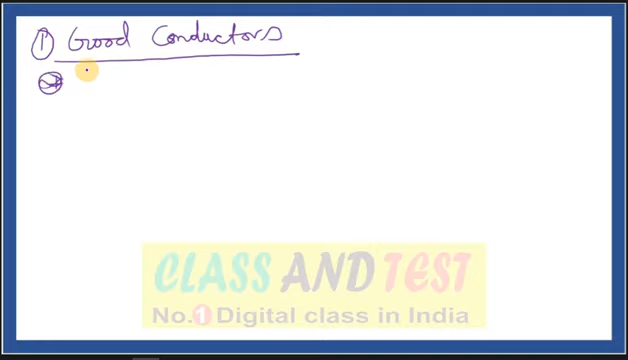 ① Good Conductors
CLASS AND TEST
No.1 Digital class in India